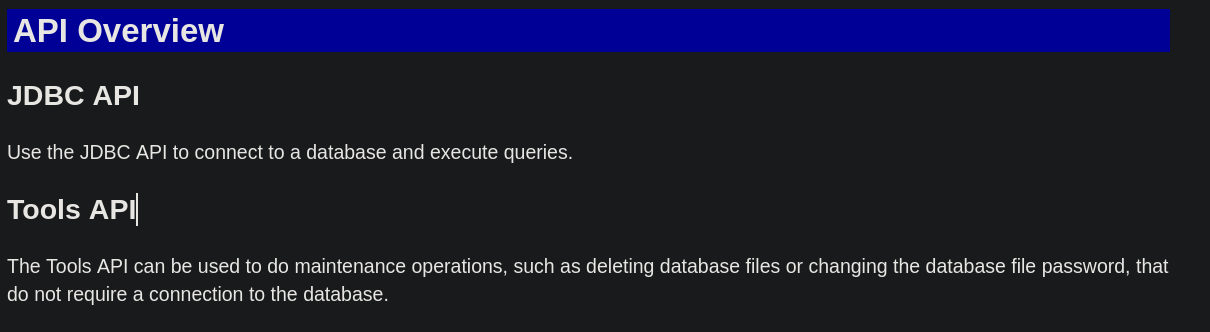 API Overview
JDBC API
Use the JDBC API to connect to a database and execute queries.
Tools API
The Tools API can be used to do maintenance operations, such as deleting database files or changing the database file password, that
do not require a connection to the database.